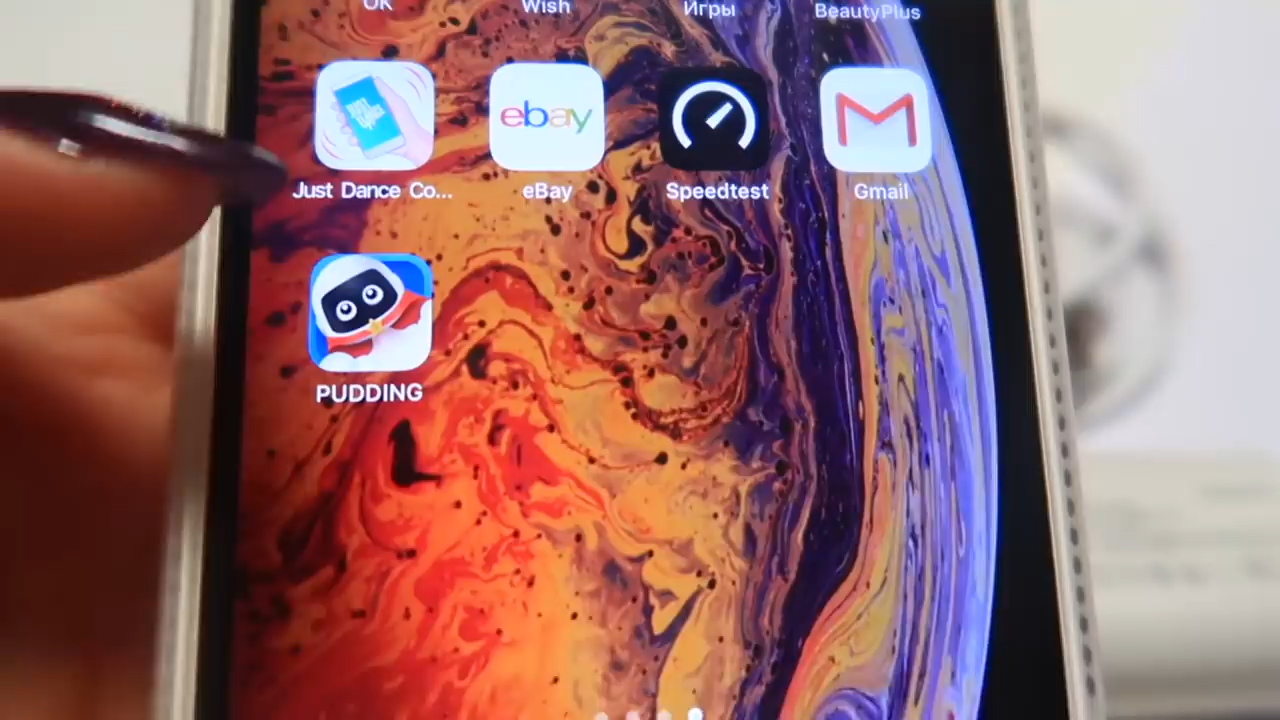 OK
Wish
Игры
BeautyPlus
ebay
Just Dance Co...
eBay
Speedtest
Gmail
PUDDING